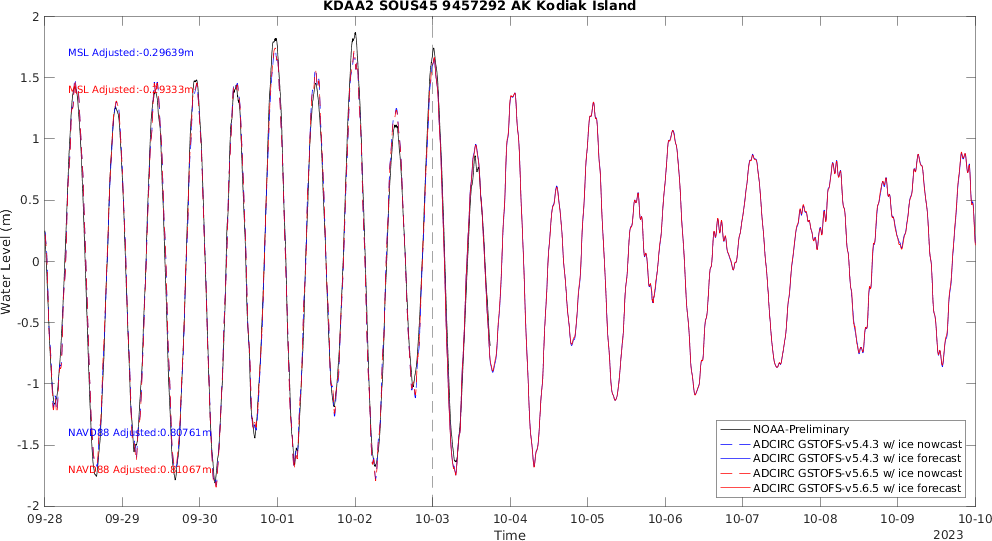 KDAA2 SOUS45 9457292 AK Kodiak Island
2
1.5
1
0.5
0
-0.5
-1
-1.5
-2
Water Level (m)
MSL Adjusted:-0.29639m
MSL Adjusted:-0.29333m
NAVD88 Adjusted:0.80761m
NAVD88 Adjusted:0.81067m
NOAA-Preliminary
ADCIRC GSTOFS-v5.4.3 w/ ice nowcast
ADCIRC GSTOFS-v5.4.3 w/ ice forecast
ADCIRC GSTOFS-v5.6.5 w/ ice nowcast
ADCIRC GSTOFS-v5.6.5 w/ ice forecast
09-28 09-29 09-30 10-01 10-02 10-03 10-04 10-05 10-06 10-07 10-08 10-09 10-10
Time
2023